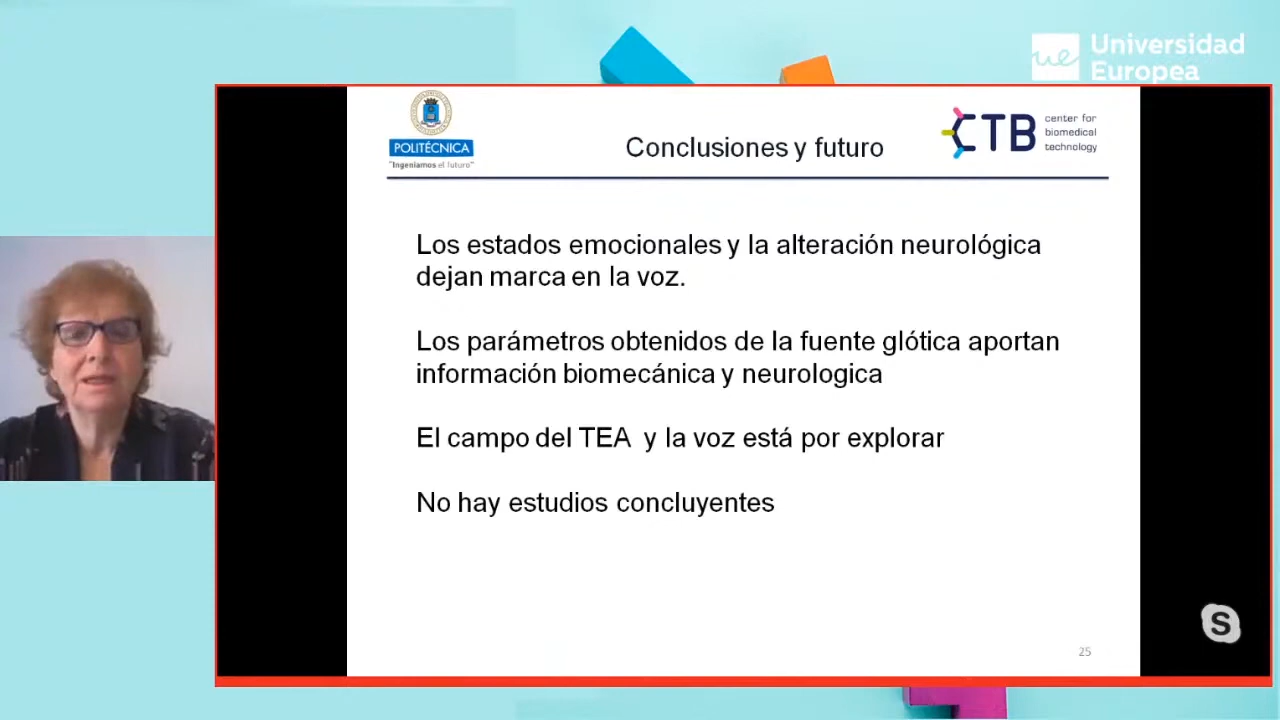 Universidad
Europea
ue
POLITÉCNICA
"Ingeniamos el futuro"
Conclusiones y futuro
CTB
center for
biomedical
technology
Los estados emocionales y la alteración neurológica
dejan marca en la voz.
Los parámetros obtenidos de la fuente glótica aportan
información biomecánica y neurologica
El campo del TEA y la voz está por explorar
No hay estudios concluyentes
S
25